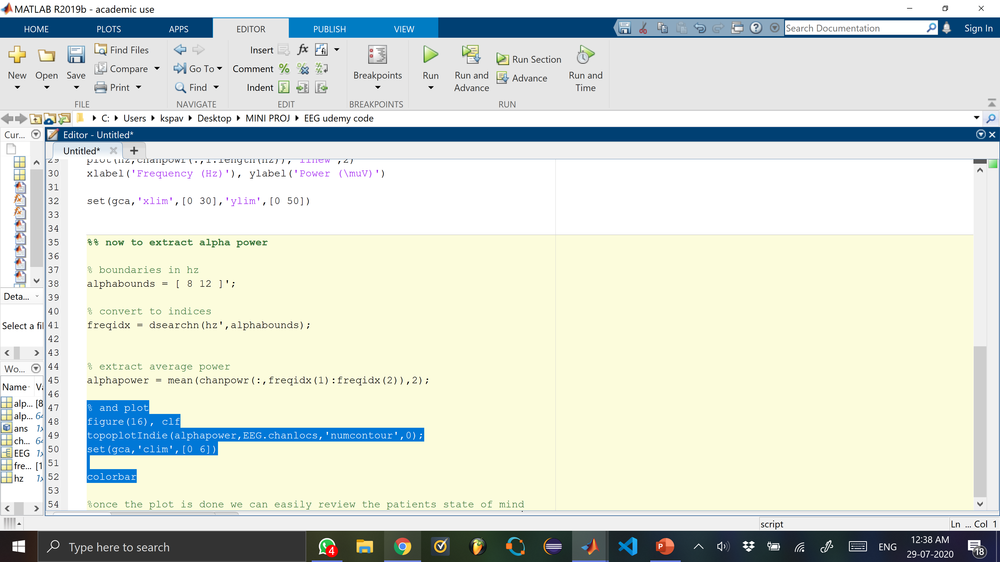 MATLAB R2019b - academic use
HOME PLOTS APPS EDITOR PUBLISH VIEW Search Documentation Sign In
New Open Save Find Files Compare Print
FILE
Go To Find
NAVIGATE
Insert fx fi
Comment
Indent
EDIT
Breakpoints
BREAKPOINTS
Run Run and Advance Run Section Advance Run and Time
RUN
C: Users kspav Desktop MINI PROJ EEG udemy code
Cur...
Editor - Untitled*
Untitled* +
29 plot(hz,chanpowr(:,1:length(hz)),'linew',2)
30 xlabel('Frequency (Hz)'), ylabel('Power (\muV)')
31
32 set(gca,'xlim',[0 30],'ylim',[0 50])
33
34
35 %% now to extract alpha power
36
37 % boundaries in hz
38 alphabounds = [ 8 12 ]';
39
40 % convert to indices
41 freqidx = dsearchn(hz',alphabounds);
42
43
44 % extract average power
45 alphapower = mean(chanpowr(:,freqidx(1):freqidx(2)),2);
46
47 % and plot
48 figure(16), clf
49 topoplotIndie(alphapower,EEG.chanlocs,'numcontour',0);
50 set(gca,'clim',[0 6])
51
52 colorbar
53
54 %once the plot is done we can easily review the patients state of mind
Deta...
Select a fil
Wo...
Name Va
alp... [8
alp... 64
ans 1x
ch... 64
EEG 1x
fre... [1
hz 1x
script Ln ... Col 1
Type here to search
4
P
ENG
12:38 AM
29-07-2020
18